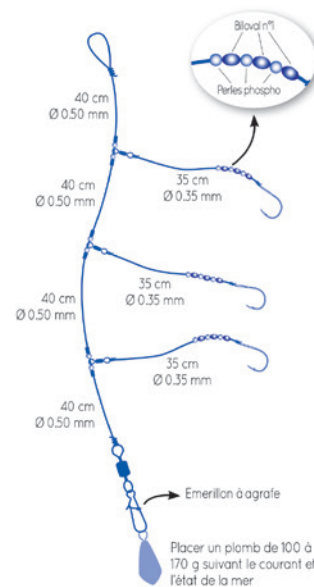 Biloval n°1
Perles phospho
40 cm
Ø 0.50 mm
35 cm
Ø 0.35 mm
40 cm
Ø 0.50 mm
35 cm
Ø 0.35 mm
40 cm
Ø 0.50 mm
35 cm
Ø 0.35 mm
40 cm
Ø 0.50 mm
Emerillon à agrafe
Placer un plomb de 100 à
170 g suivant le courant et
l'état de la mer